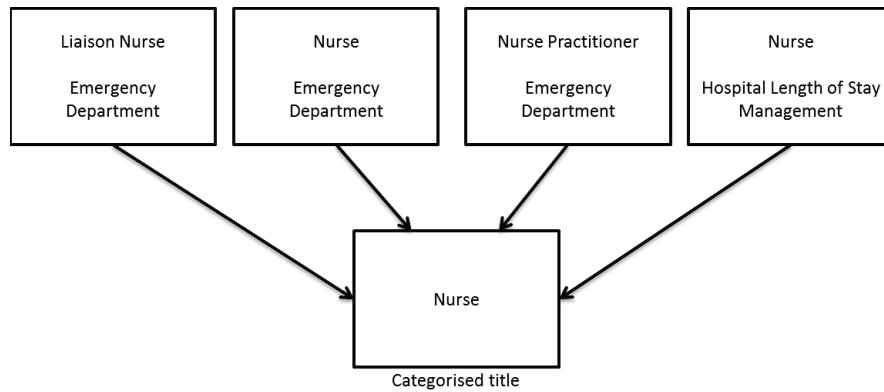 Liaison Nurse
Emergency
Department
Nurse
Emergency
Department
Nurse Practitioner
Emergency
Department
Nurse
Hospital Length of Stay
Management
Nurse
Categorised title